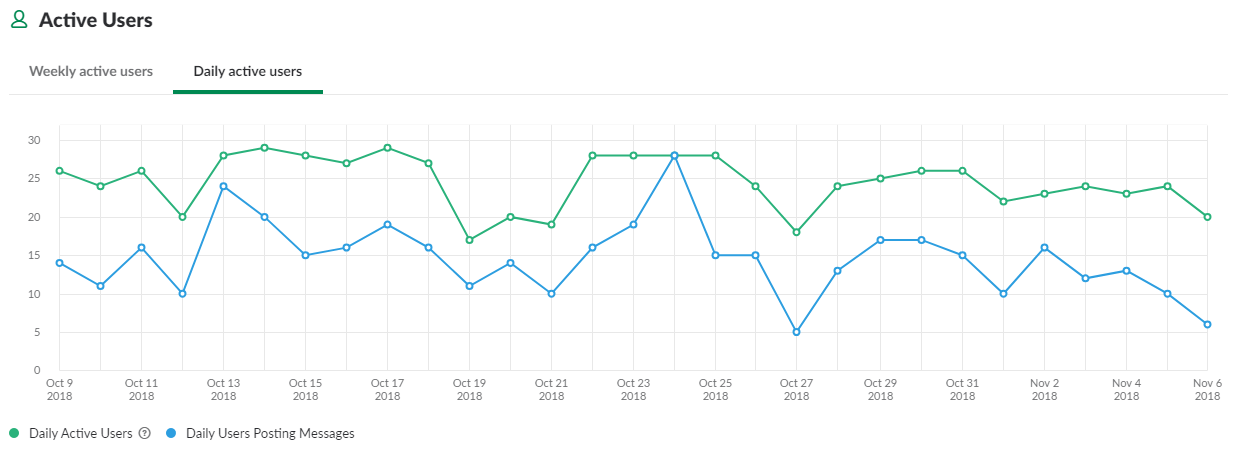 Active Users
Weekly active users Daily active users
30
25
20
15
10
5
0
Oct 9 Oct 11 Oct 13 Oct 15 Oct 17 Oct 19 Oct 21 Oct 23 Oct 25 Oct 27 Oct 29 Oct 31 Nov 2 Nov 4 Nov 6
2018 2018 2018 2018 2018 2018 2018 2018 2018 2018 2018 2018 2018 2018 2018
Daily Active Users ? Daily Users Posting Messages